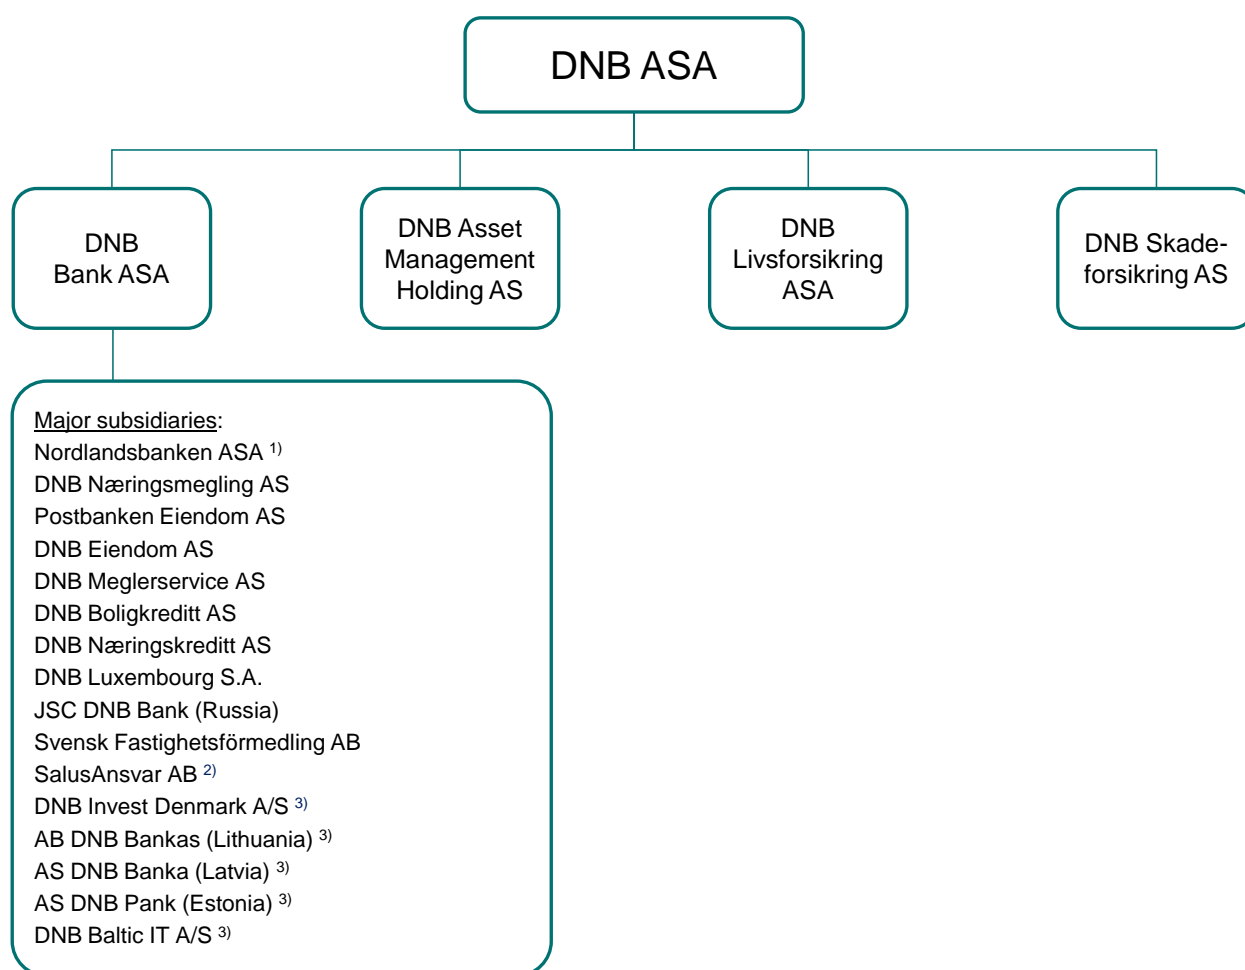 DNB ASA
DNB
Bank ASA
DNB Asset
Management
Holding AS
DNB
Livsforsikring
ASA
DNB Skade-
forsikring AS
Major subsidiaries:
Nordlandsbanken ASA 1)
DNB Næringsmegling AS
Postbanken Eiendom AS
DNB Eiendom AS
DNB Meglerservice AS
DNB Boligkreditt AS
DNB Næringskreditt AS
DNB Luxembourg S.A.
JSC DNB Bank (Russia)
Svensk Fastighetsförmedling AB
SalusAnsvar AB 2)
DNB Invest Denmark A/S 3)
AB DNB Bankas (Lithuania) 3)
AS DNB Banka (Latvia) 3)
AS DNB Pank (Estonia) 3)
DNB Baltic IT A/S 3)